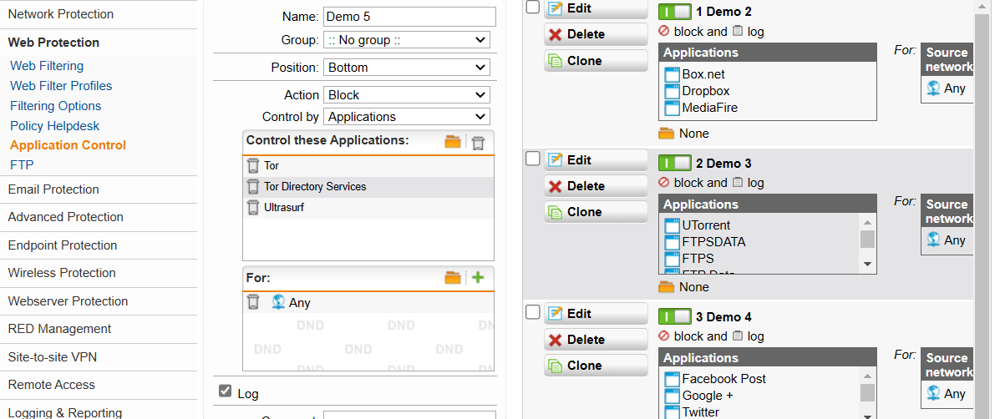 Network Protection
Web Protection
Web Filtering
Web Filter Profiles
Filtering Options
Policy Helpdesk
Application Control
FTP
Email Protection
Advanced Protection
Endpoint Protection
Wireless Protection
Webserver Protection
RED Management
Site-to-site VPN
Remote Access
Logging & Reporting
Name: Demo 5
Group: :: No group ::
Position: Bottom
Action Block
Control by Applications
Control these Applications:
Tor
Tor Directory Services
Ultrasurf
For:
Any
DND DND DN
DND DND DND
Log
Edit
Delete
Clone
1 Demo 2
block and log
Applications
Box.net
Dropbox
MediaFire
None
For:
Source
network
Any
Edit
Delete
Clone
2 Demo 3
block and log
Applications
UTorrent
FTPSDATA
FTPS
FTP Data
None
For:
Source
network
Any
Edit
Delete
Clone
3 Demo 4
block and log
Applications
Facebook Post
Google +
Twitter
For:
Source
network
Any